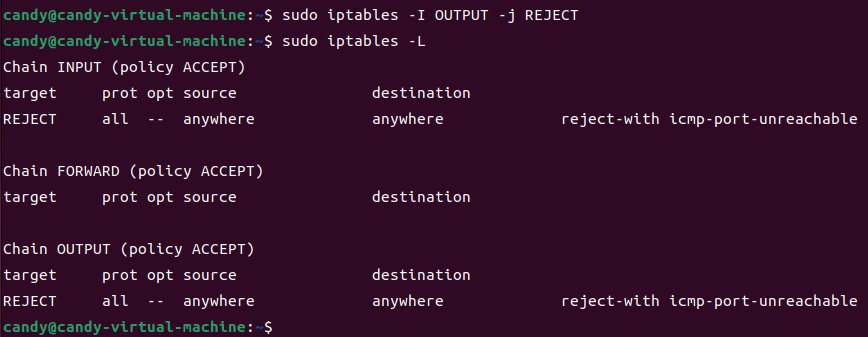 candy@candy-virtual-machine:~$ sudo iptables -I OUTPUT -j REJECT
candy@candy-virtual-machine:~$ sudo iptables -L
Chain INPUT (policy ACCEPT)
target     prot opt source               destination
REJECT     all  --  anywhere             anywhere             reject-with icmp-port-unreachable
Chain FORWARD (policy ACCEPT)
target     prot opt source               destination
Chain OUTPUT (policy ACCEPT)
target     prot opt source               destination
REJECT     all  --  anywhere             anywhere             reject-with icmp-port-unreachable
candy@candy-virtual-machine:~$